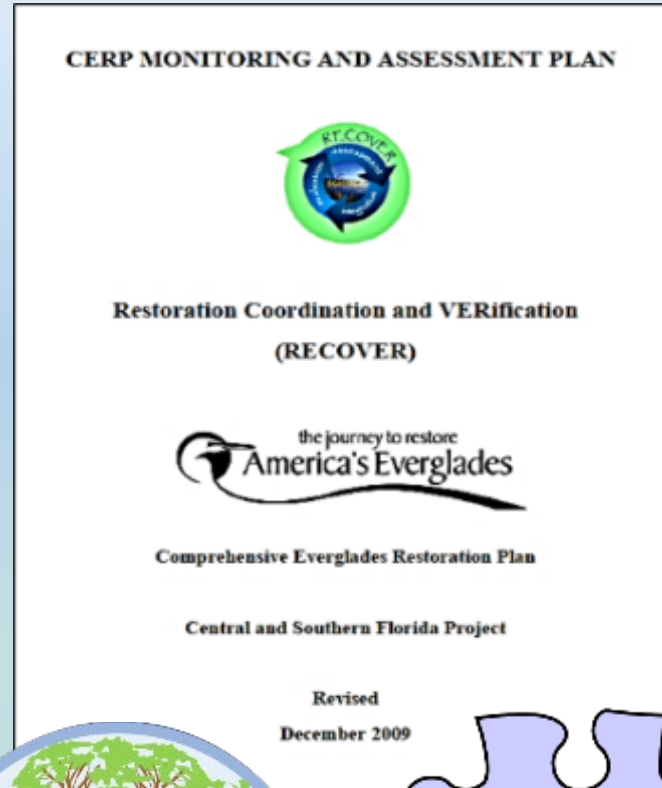 CERP MONITORING AND ASSESSMENT PLAN
RECOVER
Restoration Coordination and VERification
(RECOVER)
the journey to restore
America's Everglades
Comprehensive Everglades Restoration Plan
Central and Southern Florida Project
Revised
December 2009